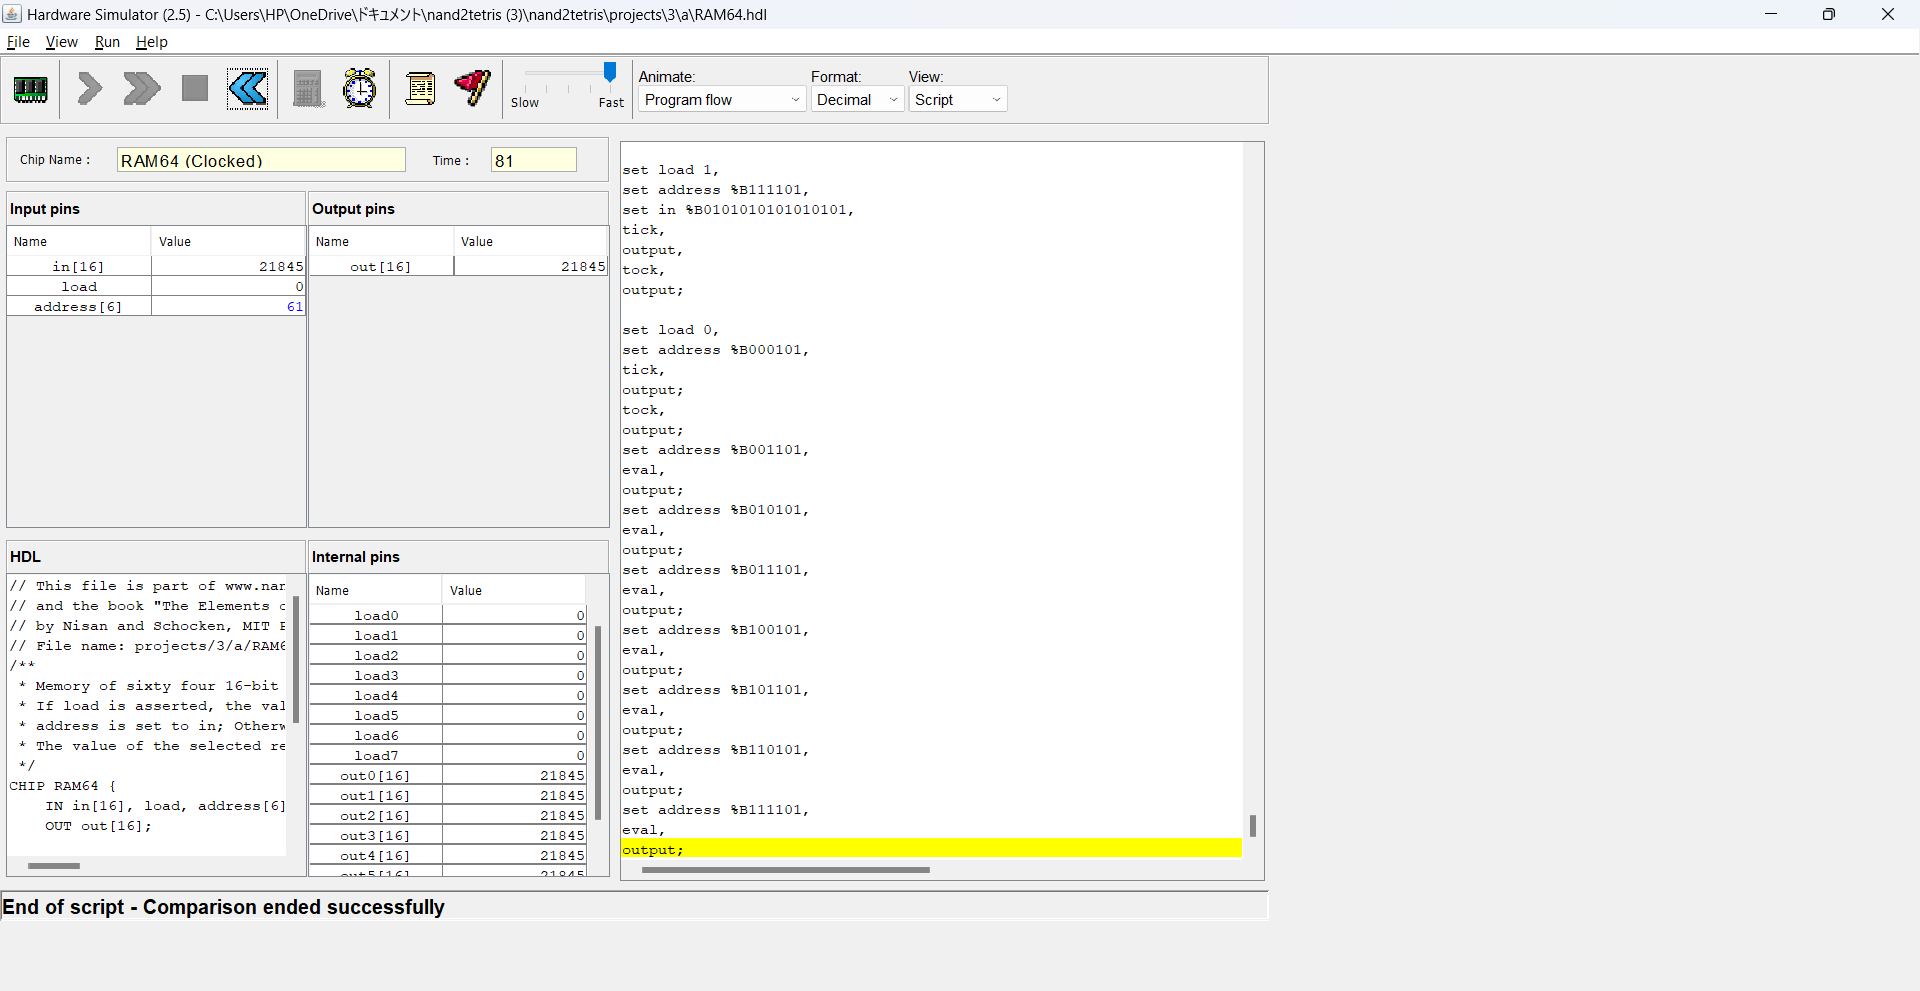 Hardware Simulator (2.5) - C:\Users\HP\OneDrive\ドキュメント\nand2tetris (3)\nand2tetris\projects\3\a\RAM64.hdl
File View Run Help
Slow Fast
Animate: Format: View:
Program flow Decimal Script
Chip Name : RAM64 (Clocked) Time : 81
Input pins
Name Value
in[16] 21845
load 0
address[6] 61
Output pins
Name Value
out[16] 21845
HDL
// This file is part of www.nan
// and the book "The Elements o
// by Nisan and Schocken, MIT P
// File name: projects/3/a/RAM6
/**
* Memory of sixty four 16-bit
* If load is asserted, the val
* address is set to in; Otherw
* The value of the selected re
*/
CHIP RAM64 {
IN in[16], load, address[6]
OUT out[16];
Internal pins
Name Value
load0 0
load1 0
load2 0
load3 0
load4 0
load5 0
load6 0
load7 0
out0[16] 21845
out1[16] 21845
out2[16] 21845
out3[16] 21845
out4[16] 21845
out5[16] 21845
set load 1,
set address %B111101,
set in %B0101010101010101,
tick,
output,
tock,
output;
set load 0,
set address %B000101,
tick,
output;
tock,
output;
set address %B001101,
eval,
output;
set address %B010101,
eval,
output;
set address %B011101,
eval,
output;
set address %B100101,
eval,
output;
set address %B101101,
eval,
output;
set address %B110101,
eval,
output;
set address %B111101,
eval,
output;
End of script - Comparison ended successfully